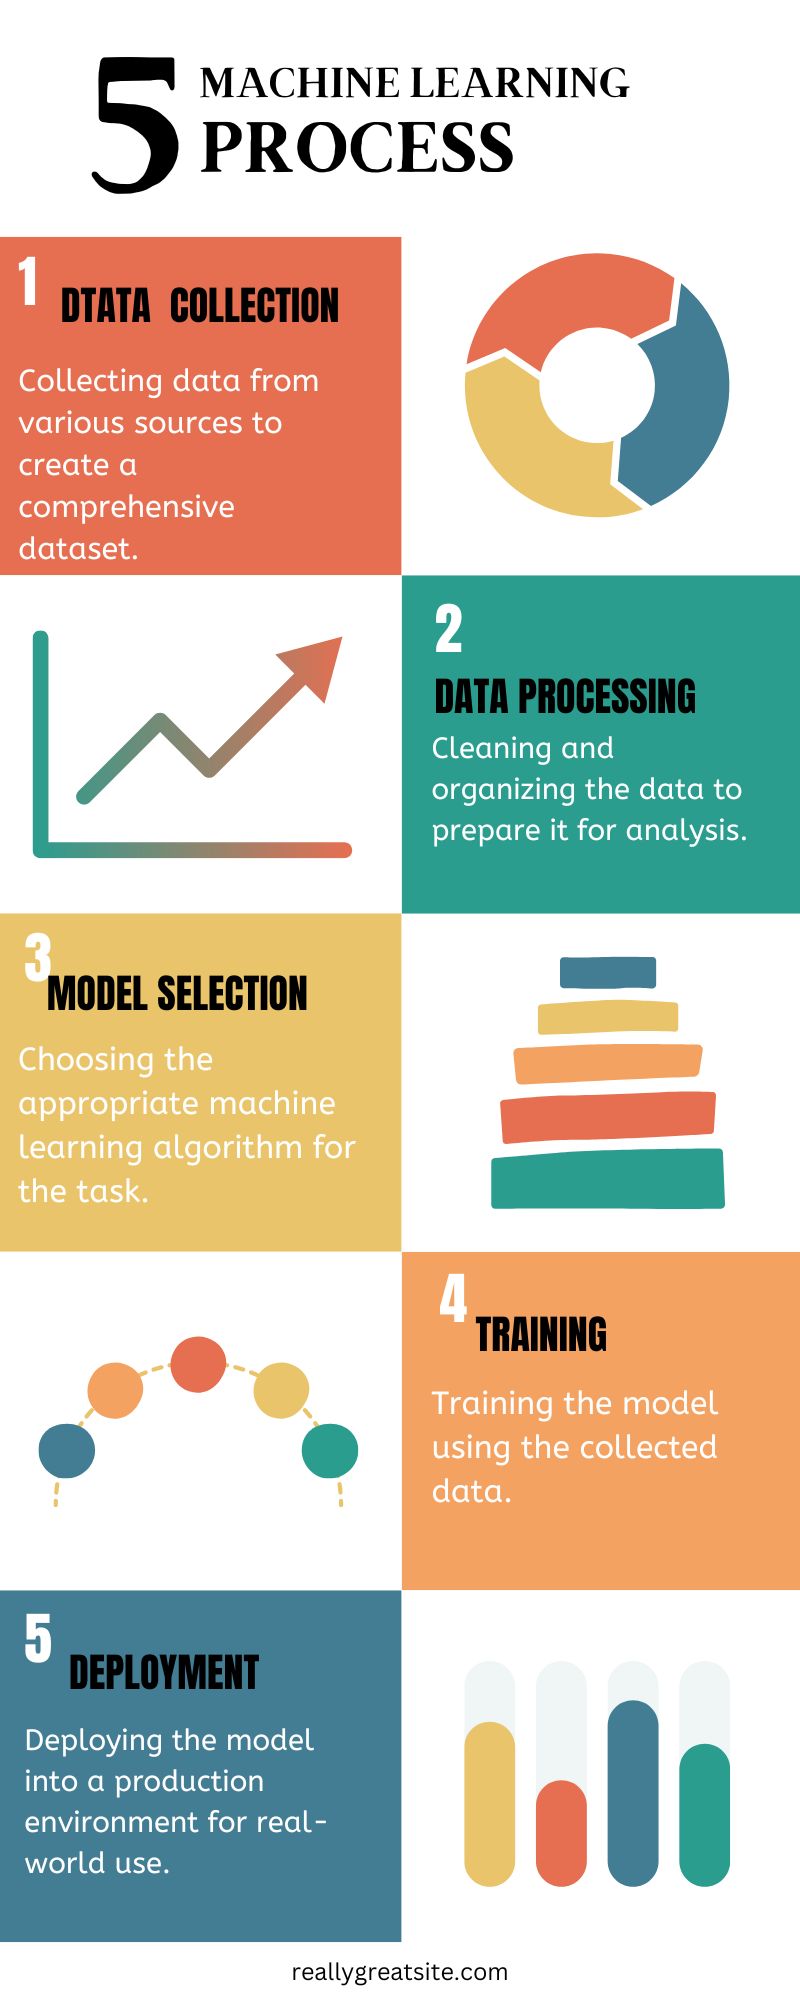 5
MACHINE LEARNING
PROCESS
1
DTATA COLLECTION
Collecting data from
various sources to
create a
comprehensive
dataset.
2
DATA PROCESSING
Cleaning and
organizing the data to
prepare it for analysis.
3
MODEL SELECTION
Choosing the
appropriate machine
learning algorithm for
the task.
4
TRAINING
Training the model
using the collected
data.
5
DEPLOYMENT
Deploying the model
into a production
environment for real-
world use.
reallygreatsite.com